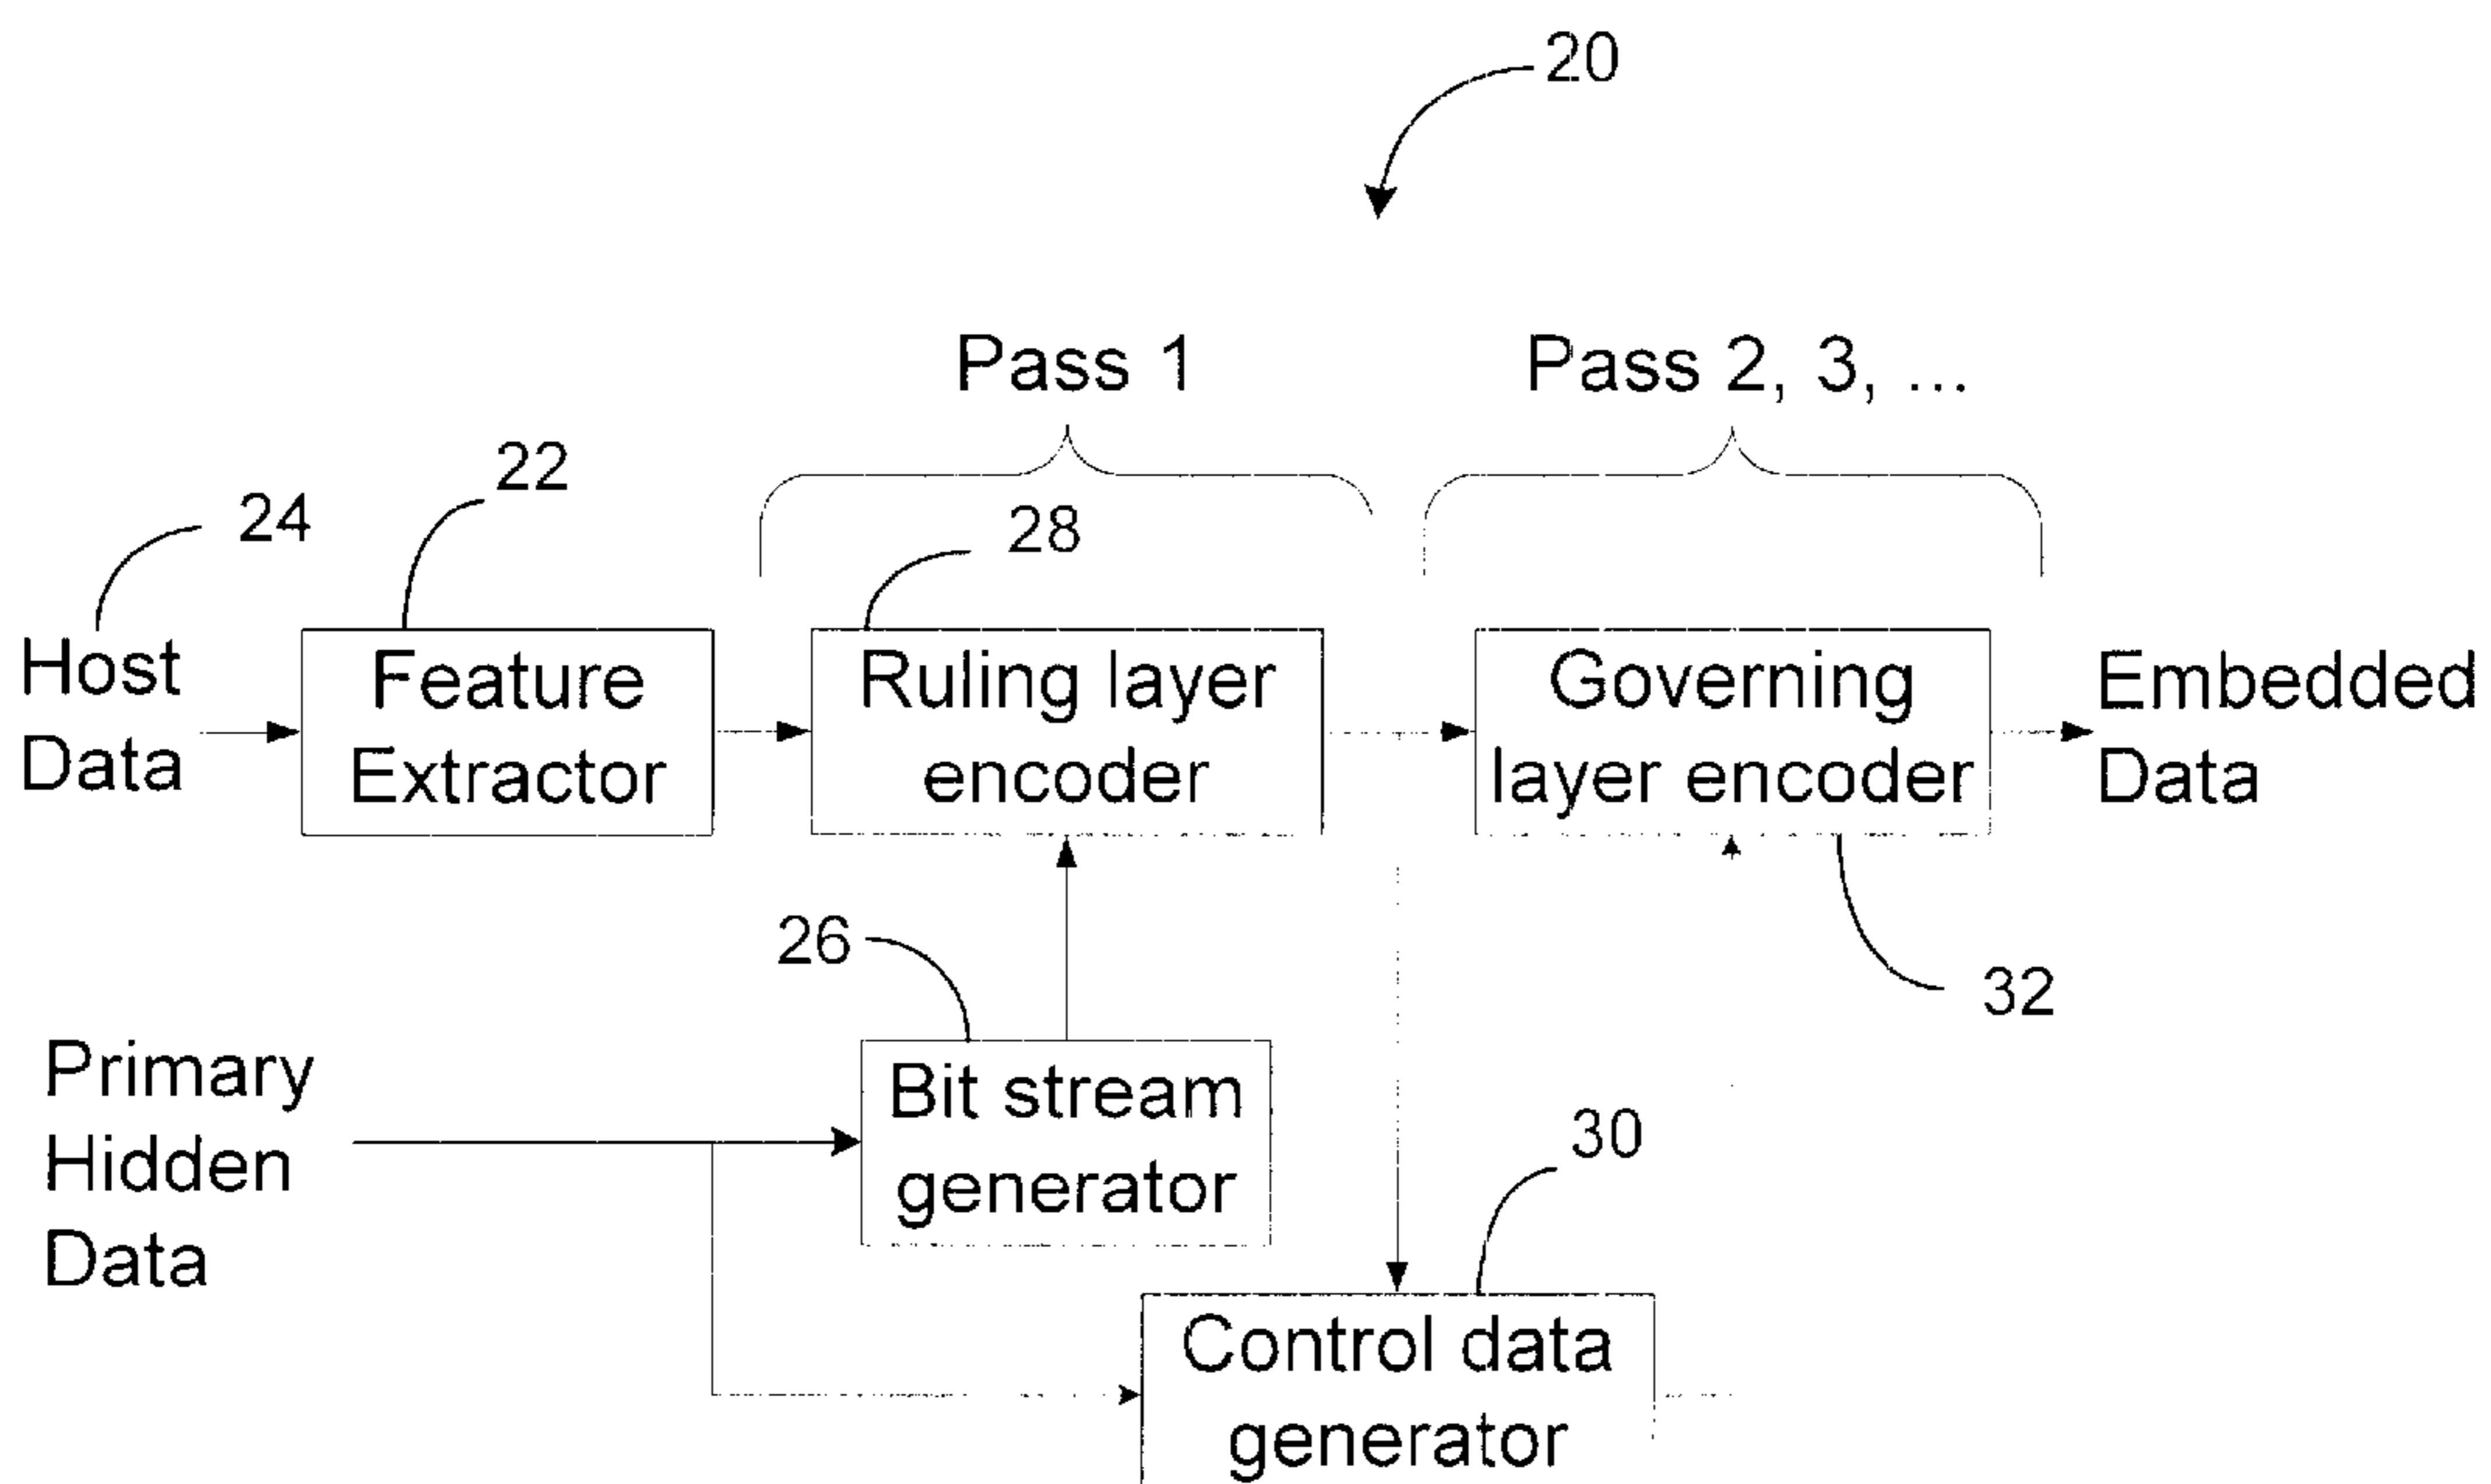 20
Pass 1
Pass 2, 3, ...
22
24
28
Host
Data
Feature
Extractor
Ruling layer
encoder
Governing
layer encoder
Embedded
Data
26
32
Primary
Hidden
Data
Bit stream
generator
30
Control data
generator